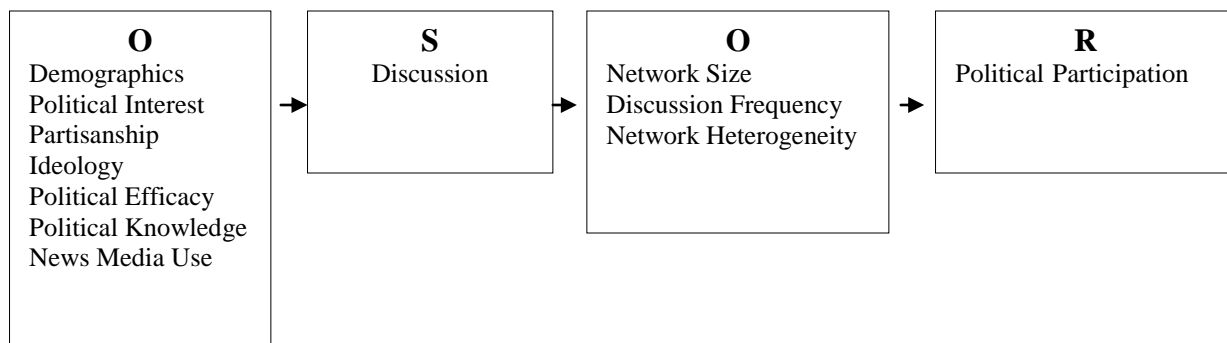 O
Demographics
Political Interest
Partisanship
Ideology
Political Efficacy
Political Knowledge
News Media Use
S
Discussion
O
Network Size
Discussion Frequency
Network Heterogeneity
R
Political Participation